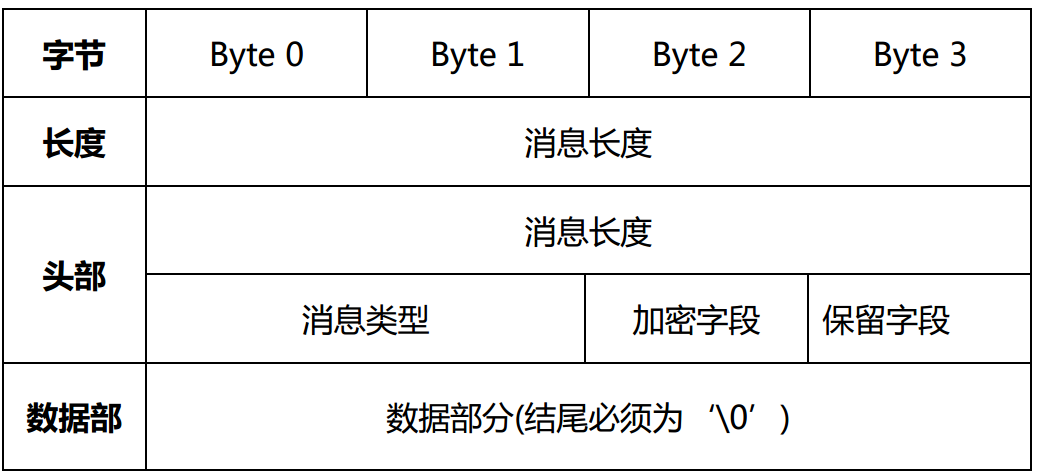 字节 Byte 0 Byte 1 Byte 2 Byte 3
长度 消息长度
头部 消息长度
消息类型 加密字段 保留字段
数据部 数据部分(结尾必须为‘\0’)